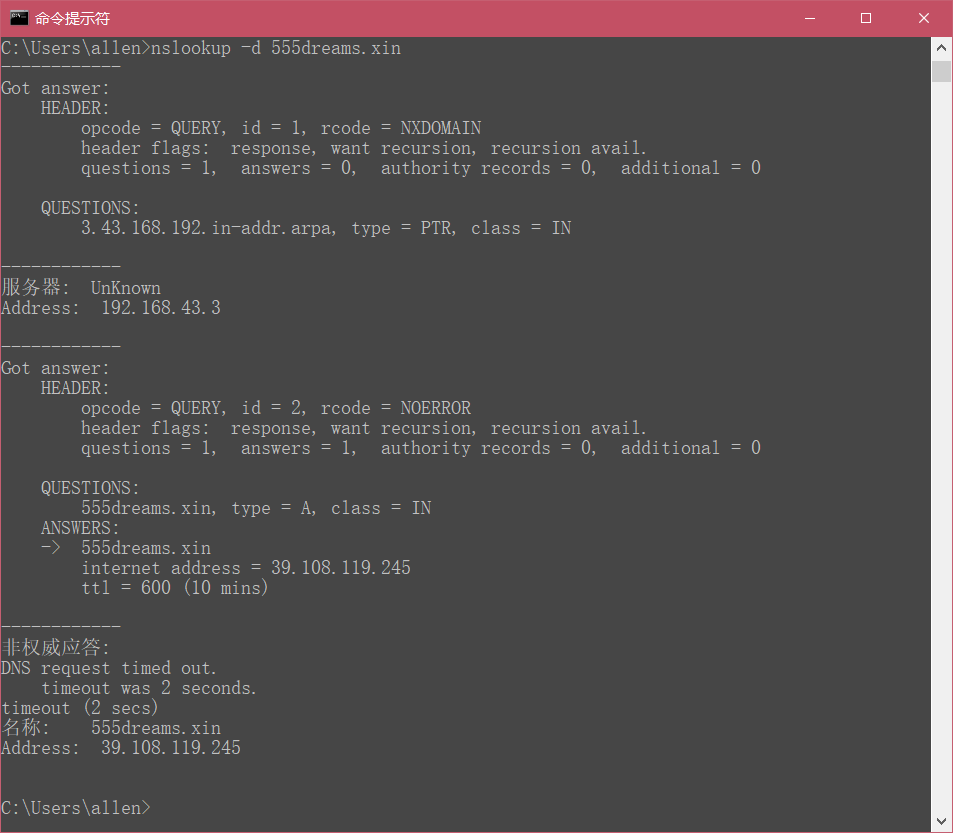 命令提示符
C:\Users\allen>nslookup -d 555dreams.xin
------------
Got answer:
    HEADER:
        opcode = QUERY, id = 1, rcode = NXDOMAIN
        header flags:  response, want recursion, recursion avail.
        questions = 1,  answers = 0,  authority records = 0,  additional = 0

    QUESTIONS:
        3.43.168.192.in-addr.arpa, type = PTR, class = IN

------------
服务器:  UnKnown
Address:  192.168.43.3

------------
Got answer:
    HEADER:
        opcode = QUERY, id = 2, rcode = NOERROR
        header flags:  response, want recursion, recursion avail.
        questions = 1,  answers = 1,  authority records = 0,  additional = 0

    QUESTIONS:
        555dreams.xin, type = A, class = IN
    ANSWERS:
    ->  555dreams.xin
        internet address = 39.108.119.245
        ttl = 600 (10 mins)

------------
非权威应答:
DNS request timed out.
    timeout was 2 seconds.
timeout (2 secs)
名称:    555dreams.xin
Address:  39.108.119.245

C:\Users\allen>